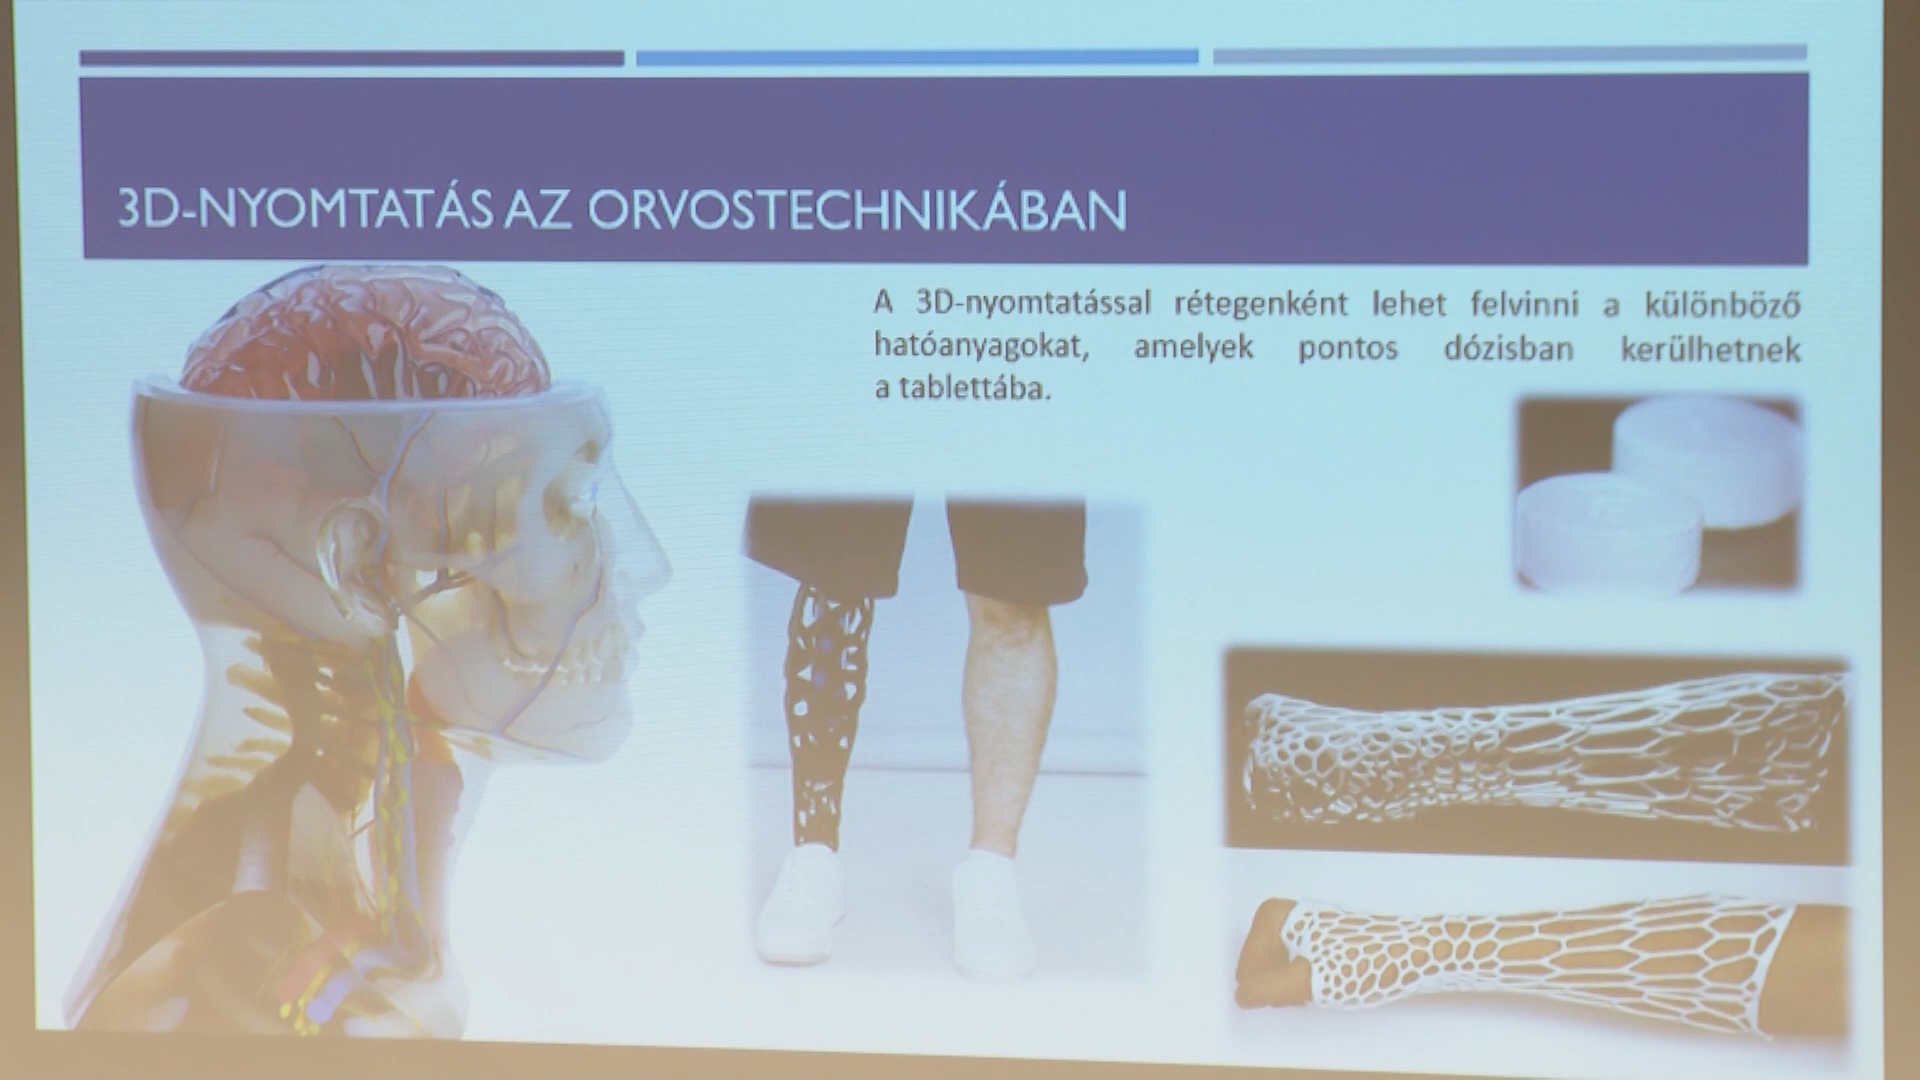 3D-NYOMTATÁS AZ ORVOSTECHNIKÁBAN
A 3D-nyomtatással rétegenként lehet felvinni a különböző
hatóanyagokat, amelyek pontos dózisban kerülhetnek
a tablettába.